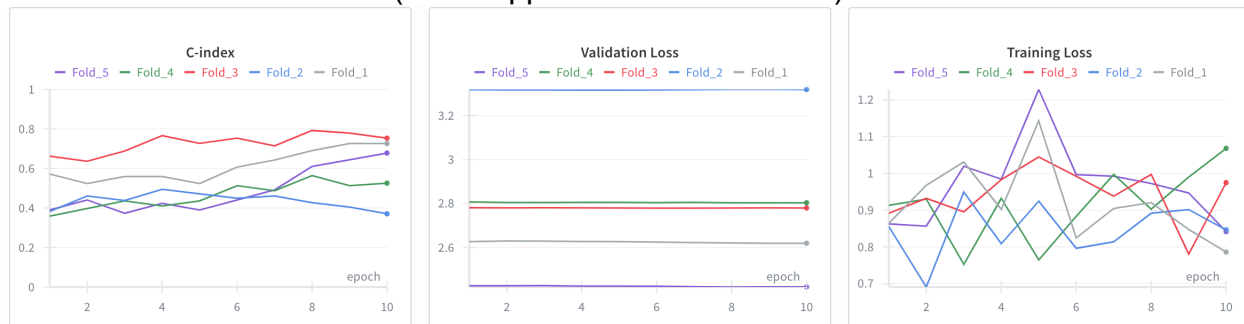 C-index
Fold_5 Fold_4 Fold_3 Fold_2 Fold_1
1
0.8
0.6
0.4
0.2
0
epoch
2 4 6 8 10
Validation Loss
Fold_5 Fold_4 Fold_3 Fold_2 Fold_1
3.2
3
2.8
2.6
epoch
2 4 6 8 10
Training Loss
Fold_5 Fold_4 Fold_3 Fold_2 Fold_1
1.2
1.1
1
0.9
0.8
0.7
epoch
2 4 6 8 10